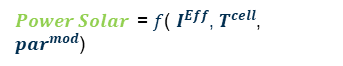 Power Solar = f( I^Eff, T^cell,
par^mod)